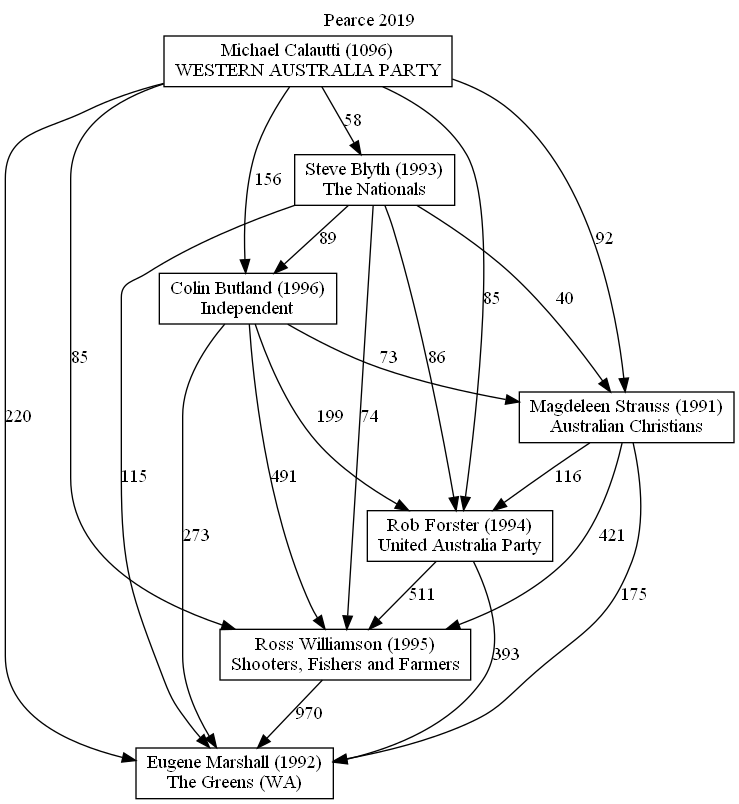 Pearce 2019
Michael Calautti (1096)
WESTERN AUSTRALIA PARTY
58
Steve Blyth (1993)
The Nationals
156
89
92
Colin Butland (1996)
Independent
85
40
85
73
86
Magdeleen Strauss (1991)
Australian Christians
220
199
74
115
491
116
Rob Forster (1994)
United Australia Party
273
421
511
175
Ross Williamson (1995)
Shooters, Fishers and Farmers
393
970
Eugene Marshall (1992)
The Greens (WA)